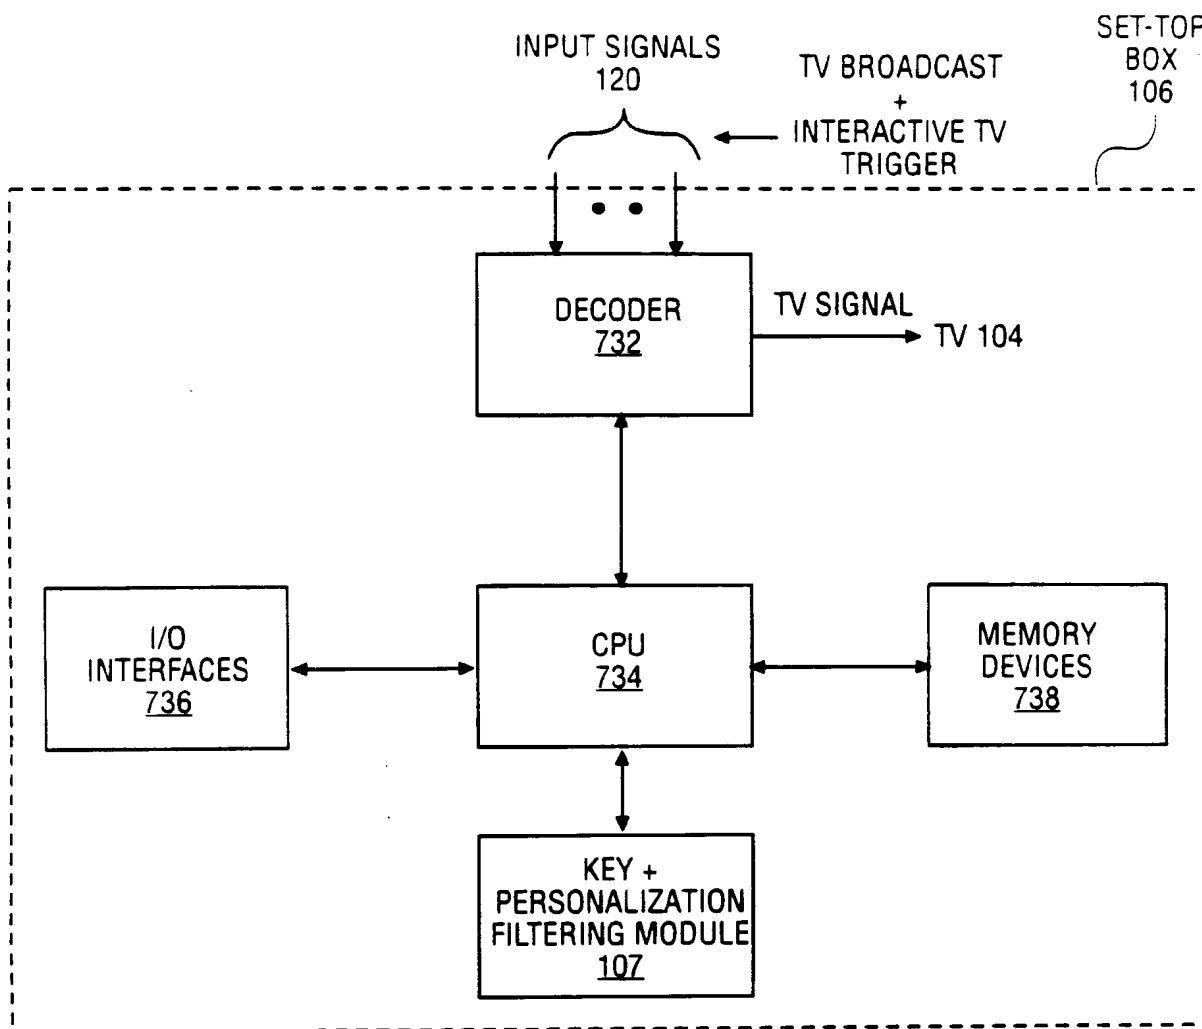 INPUT SIGNALS
120
TV BROADCAST
+
INTERACTIVE TV
TRIGGER
SET-TOP
BOX
106
DECODER
732
TV SIGNAL
TV 104
I/O
INTERFACES
736
CPU
734
MEMORY
DEVICES
738
KEY +
PERSONALIZATION
FILTERING MODULE
107